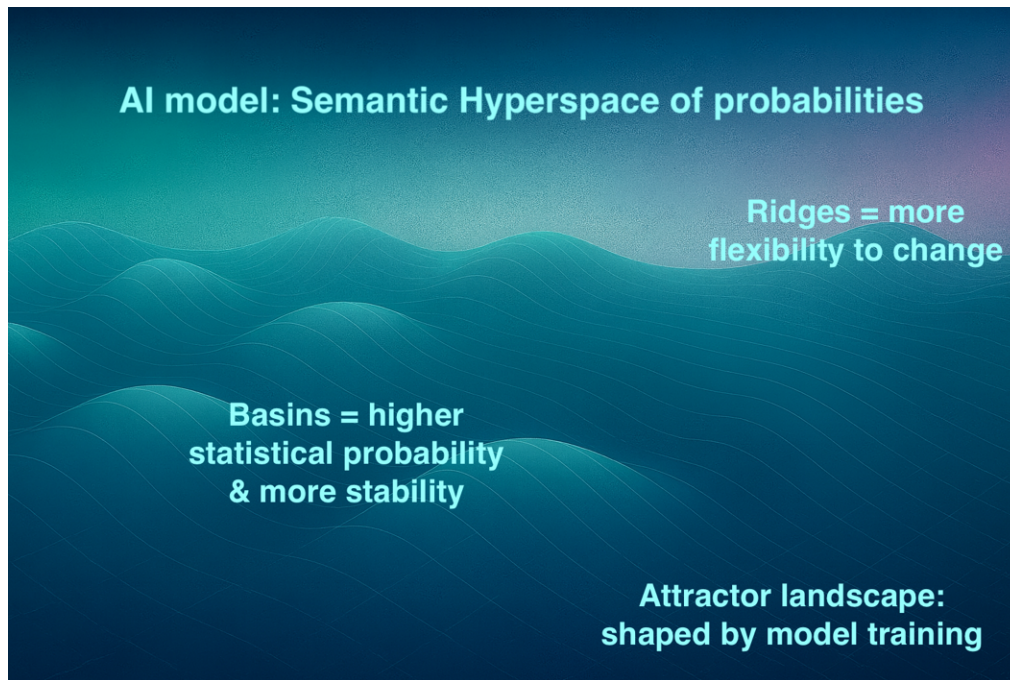 AI model: Semantic Hyperspace of probabilities
Ridges = more
flexibility to change
Basins = higher
statistical probability
& more stability
Attractor landscape:
shaped by model training